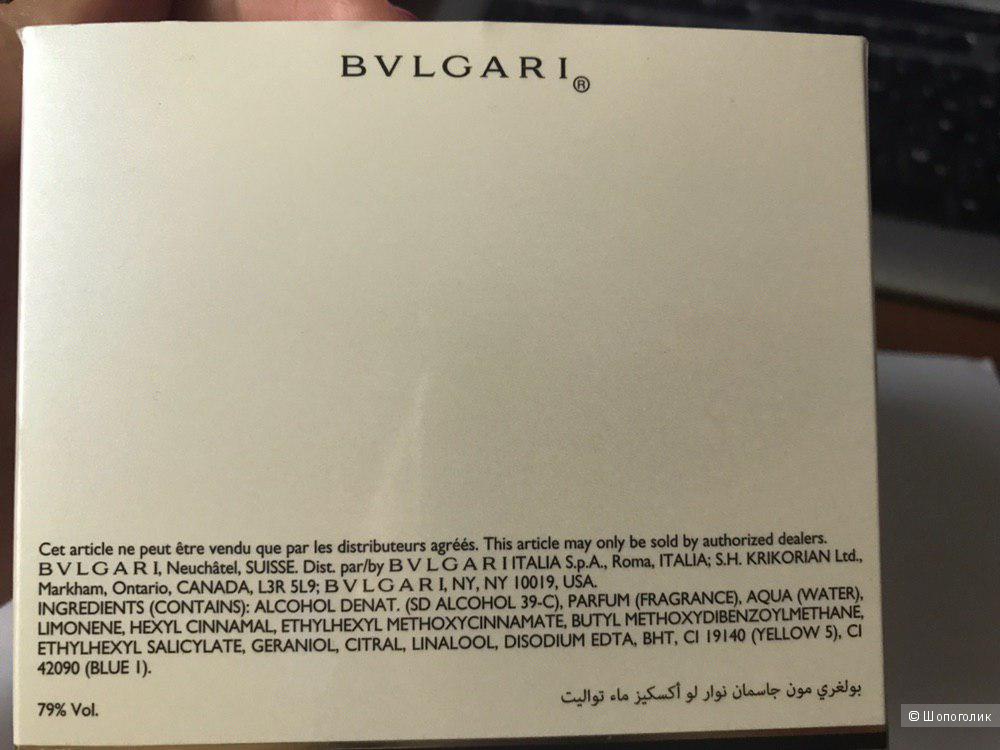 BVLGARI®
Cet article ne peut être vendu que par les distributeurs agréés. This article may only be sold by authorized dealers.
BVLGARI, Neuchâtel, SUISSE. Dist. par/by BVLGARI ITALIA S.p.A., Roma, ITALIA; S.H. KRIKORIAN Ltd.,
Markham, Ontario, CANADA, L3R 5L9; BVLGARI, NY, NY 10019, USA.
INGREDIENTS (CONTAINS): ALCOHOL DENAT. (SD ALCOHOL 39-C), PARFUM (FRAGRANCE), AQUA (WATER),
LIMONENE, HEXYL CINNAMAL, ETHYLHEXYL METHOXYCINNAMATE, BUTYL METHOXYDIBENZOYLMETHANE,
ETHYLHEXYL SALICYLATE, GERANIOL, CITRAL, LINALOOL, DISODIUM EDTA, BHT, CI 19140 (YELLOW 5), CI
42090 (BLUE 1).
بولغري مون جاسمان نوار لو أكسكيز ماء تواليت
79% Vol.
© Шопоголик